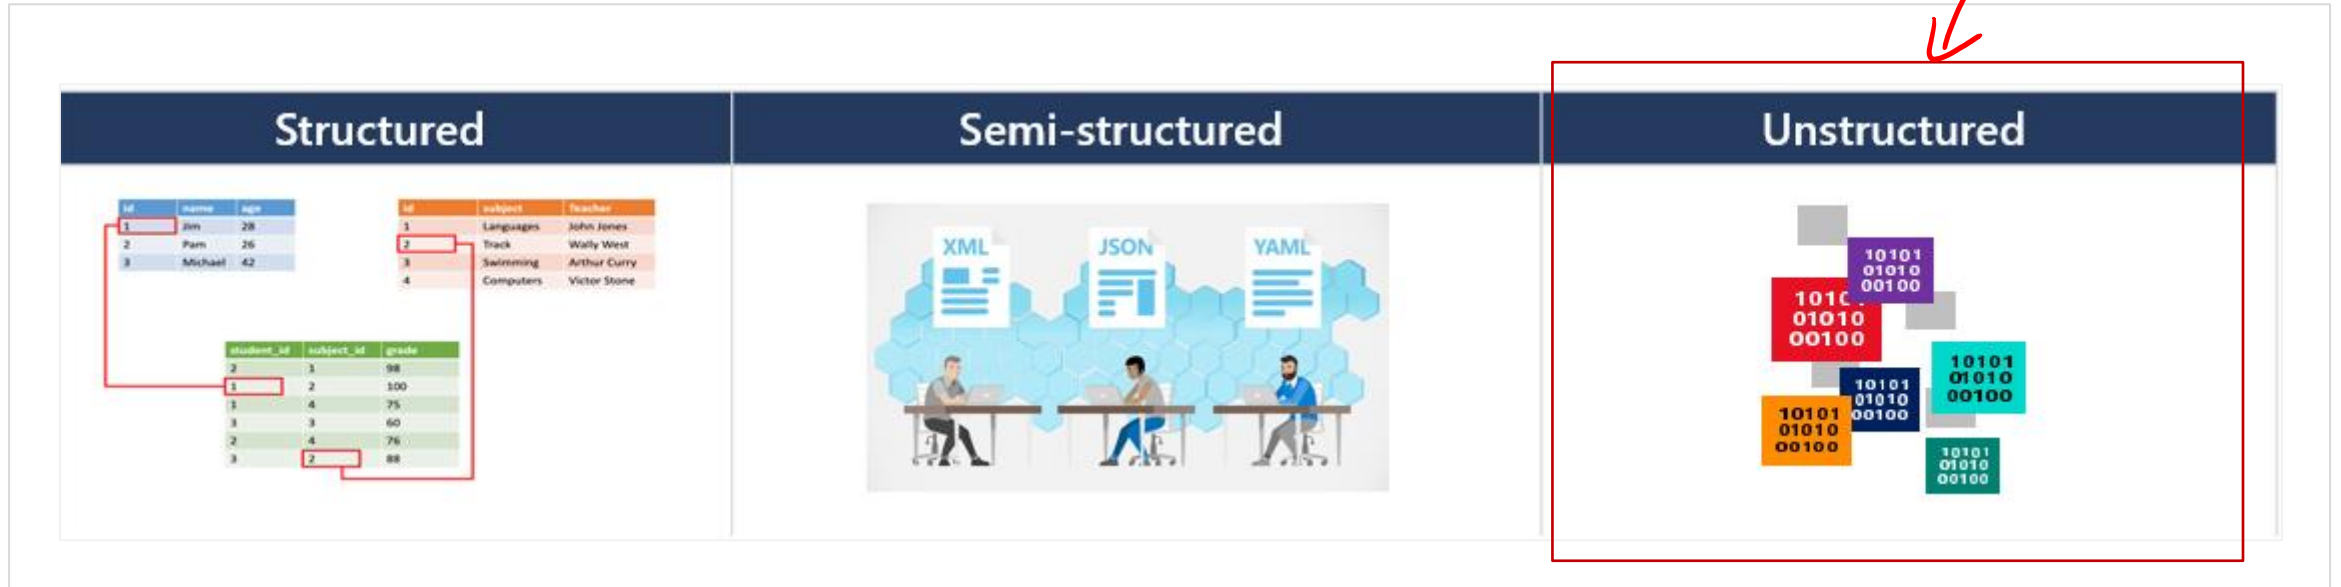 Structured
Semi-structured
Unstructured
id name age
1 Jim 28
2 Pam 26
3 Michael 42
id subject Teacher
1 Languages John Jones
2 Track Wally West
3 Swimming Arthur Curry
4 Computers Victor Stone
student_id subject_id grade
2 1 98
1 2 100
1 4 75
3 3 60
2 4 76
3 2 88
XML
JSON
YAML
10101
01010
00100
1010
01010
00100
10101
01010
00100
10101
01010
00100
10101
01010
00100
10101
01010
00100